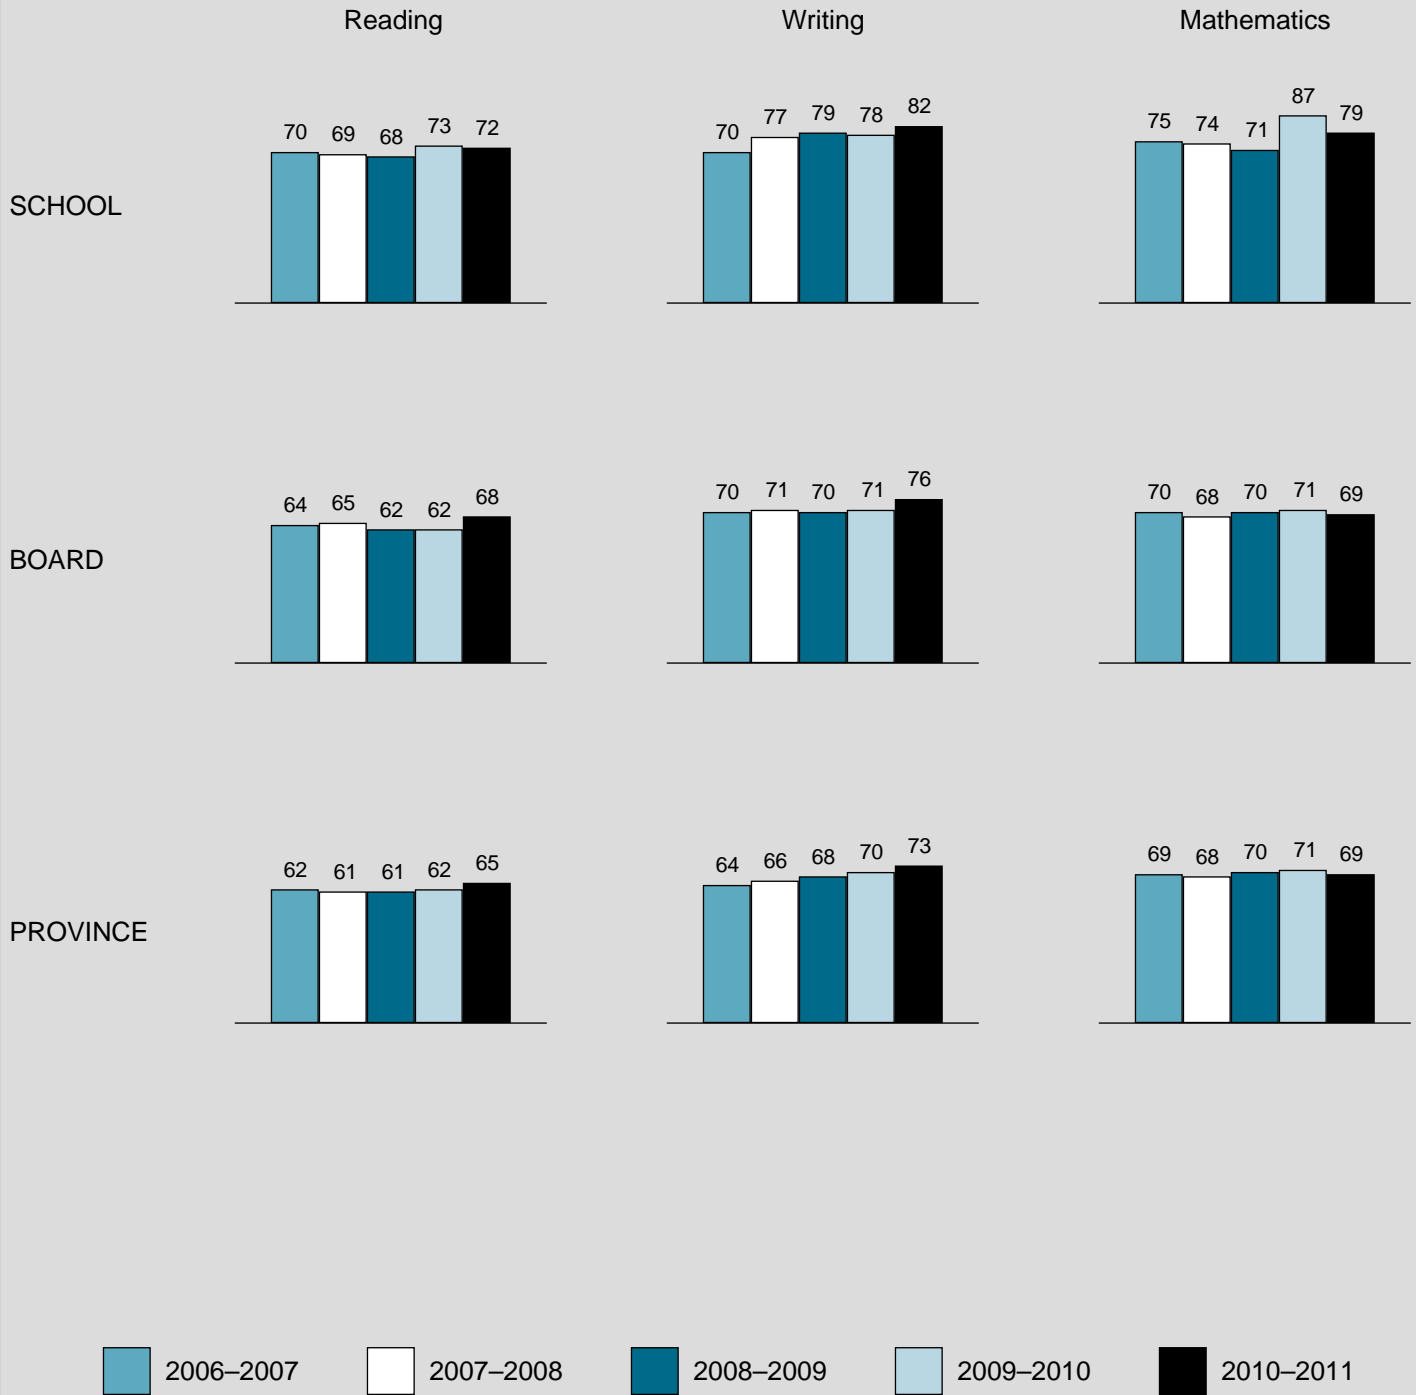 Reading Writing Mathematics
70 69 68 73 72 70 77 79 78 82 75 74 71 87 79
SCHOOL
64 65 62 62 68 70 71 70 71 76 70 68 70 71 69
BOARD
62 61 61 62 65 64 66 68 70 73 69 68 70 71 69
PROVINCE
2006–2007 2007–2008 2008–2009 2009–2010 2010–2011